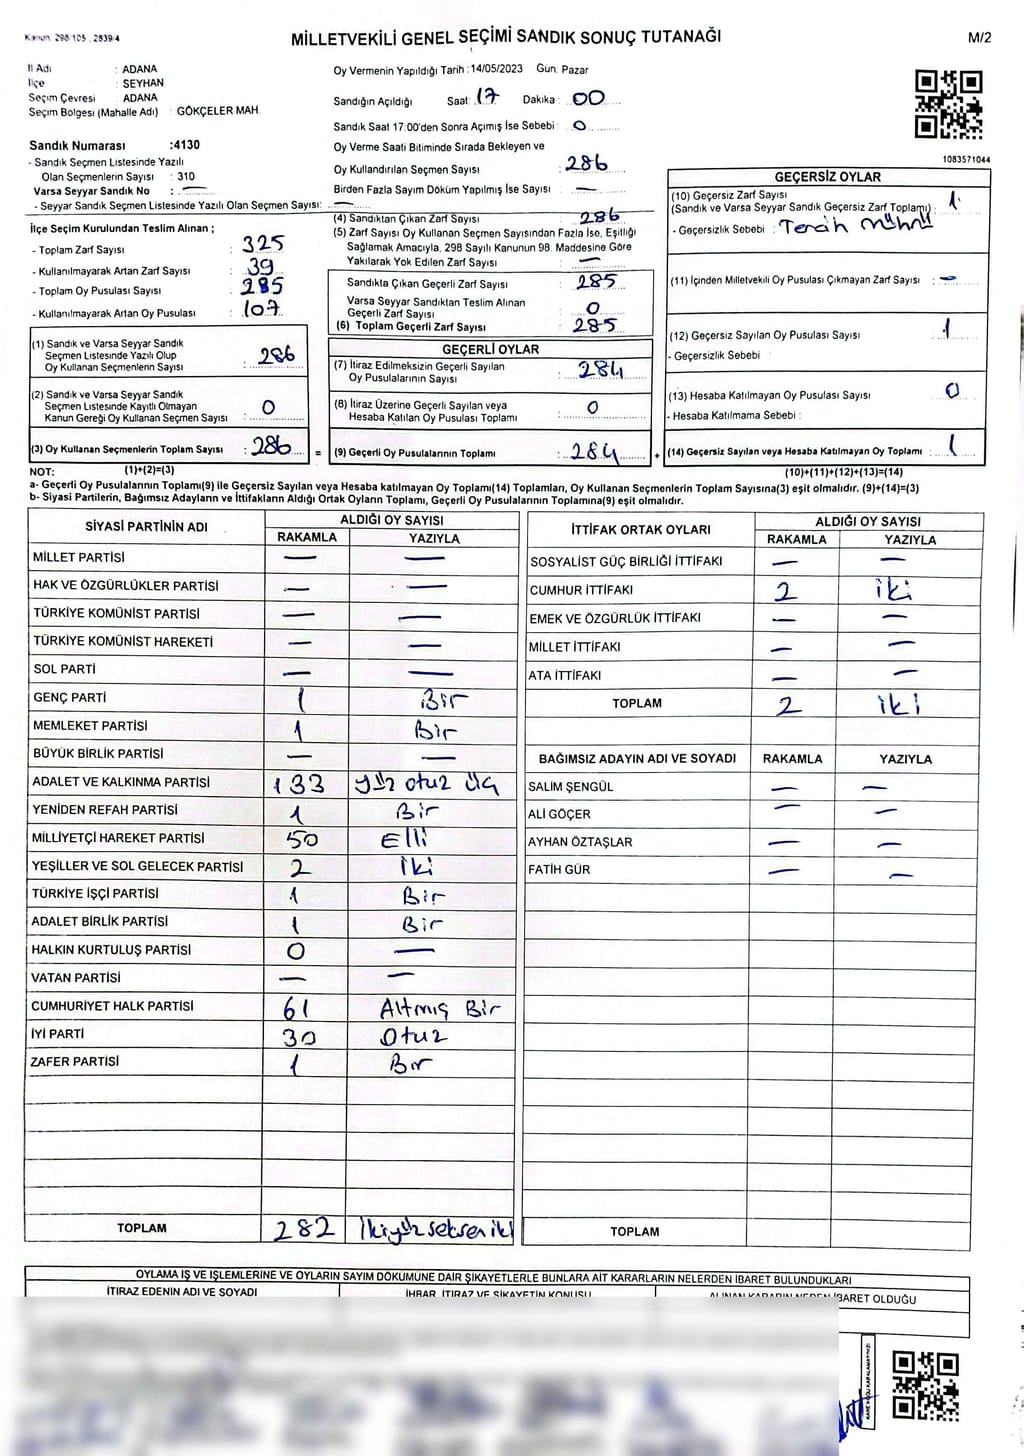 Kanun 298/105, 2839/4
MİLLETVEKİLİ GENEL SEÇİMİ SANDIK SONUÇ TUTANAĞI
M/2
İl Adı : ADANA
İlçe : SEYHAN
Seçim Çevresi : ADANA
Seçim Bölgesi (Mahalle Adı) : GÖKÇELER MAH.
Sandık Numarası :4130
- Sandık Seçmen Listesinde Yazılı
Olan Seçmenlerin Sayısı : 310
Varsa Seyyar Sandık No : —
- Seyyar Sandık Seçmen Listesinde Yazılı Olan Seçmen Sayısı: —
İlçe Seçim Kurulundan Teslim Alınan ;
- Toplam Zarf Sayısı : 325
- Kullanılmayarak Artan Zarf Sayısı : 39
- Toplam Oy Pusulası Sayısı : 285
- Kullanılmayarak Artan Oy Pusulası : 107
(1) Sandık ve Varsa Seyyar Sandık
Seçmen Listesinde Yazılı Olup
Oy Kullanan Seçmenlerin Sayısı : 286
(2) Sandık ve Varsa Seyyar Sandık
Seçmen Listesinde Kayıtlı Olmayan
Kanun Gereği Oy Kullanan Seçmen Sayısı : 0
(3) Oy Kullanan Seçmenlerin Toplam Sayısı : 286
Oy Vermenin Yapıldığı Tarih :14/05/2023 Gün: Pazar
Sandığın Açıldığı Saat: 17 Dakika : 00
Sandık Saat 17:00'den Sonra Açımış İse Sebebi : 0
Oy Verme Saati Bitiminde Sırada Bekleyen ve
Oy Kullandırılan Seçmen Sayısı : 286
Birden Fazla Sayım Döküm Yapılmış İse Sayısı : —
(4) Sandıktan Çıkan Zarf Sayısı : 286
(5) Zarf Sayısı Oy Kullanan Seçmen Sayısından Fazla İse, Eşitliği
Sağlamak Amacıyla, 298 Sayılı Kanunun 98. Maddesine Göre
Yakılarak Yok Edilen Zarf Sayısı : —
Sandıkta Çıkan Geçerli Zarf Sayısı : 285
Varsa Seyyar Sandıktan Teslim Alınan
Geçerli Zarf Sayısı : 0
(6) Toplam Geçerli Zarf Sayısı : 285
GEÇERLİ OYLAR
(7) İtiraz Edilmeksizin Geçerli Sayılan
Oy Pusulalarının Sayısı : 284
(8) İtiraz Üzerine Geçerli Sayılan veya
Hesaba Katılan Oy Pusulası Toplamı : 0
= (9) Geçerli Oy Pusulalarının Toplamı : 284
1083571044
GEÇERSİZ OYLAR
(10) Geçersiz Zarf Sayısı
(Sandık ve Varsa Seyyar Sandık Geçersiz Zarf Toplamı) : 1
- Geçersizlik Sebebi : Tercih mührü
(11) İçinden Milletvekili Oy Pusulası Çıkmayan Zarf Sayısı : —
(12) Geçersiz Sayılan Oy Pusulası Sayısı : 1
- Geçersizlik Sebebi :
(13) Hesaba Katılmayan Oy Pusulası Sayısı : 0
- Hesaba Katılmama Sebebi :
+ (14) Geçersiz Sayılan veya Hesaba Katılmayan Oy Toplamı : 1
NOT: (1)+(2)=(3) (10)+(11)+(12)+(13)=(14)
a- Geçerli Oy Pusulalarının Toplamı(9) ile Geçersiz Sayılan veya Hesaba katılmayan Oy Toplamı(14) Toplamları, Oy Kullanan Seçmenlerin Toplam Sayısına(3) eşit olmalıdır. (9)+(14)=(3)
b- Siyasi Partilerin, Bağımsız Adayların ve İttifakların Aldığı Ortak Oyların Toplamı, Geçerli Oy Pusulalarının Toplamına(9) eşit olmalıdır.
SİYASİ PARTİNİN ADI ALDIĞI OY SAYISI
RAKAMLA YAZIYLA
MİLLET PARTİSİ — —
HAK VE ÖZGÜRLÜKLER PARTİSİ — —
TÜRKİYE KOMÜNİST PARTİSİ — —
TÜRKİYE KOMÜNİST HAREKETİ — —
SOL PARTİ — —
GENÇ PARTİ 1 Bir
MEMLEKET PARTİSİ 1 Bir
BÜYÜK BİRLİK PARTİSİ — —
ADALET VE KALKINMA PARTİSİ 133 yüz otuz üç
YENİDEN REFAH PARTİSİ 1 Bir
MİLLİYETÇİ HAREKET PARTİSİ 50 Elli
YEŞİLLER VE SOL GELECEK PARTİSİ 2 iki
TÜRKİYE İŞÇİ PARTİSİ 1 Bir
ADALET BİRLİK PARTİSİ 1 Bir
HALKIN KURTULUŞ PARTİSİ 0 —
VATAN PARTİSİ — —
CUMHURİYET HALK PARTİSİ 61 Altmış Bir
İYİ PARTİ 30 Otuz
ZAFER PARTİSİ 1 Bir
TOPLAM 282 İkiyüzseksen iki
İTTİFAK ORTAK OYLARI ALDIĞI OY SAYISI
RAKAMLA YAZIYLA
SOSYALİST GÜÇ BİRLİĞİ İTTİFAKI — —
CUMHUR İTTİFAKI 2 iki
EMEK VE ÖZGÜRLÜK İTTİFAKI — —
MİLLET İTTİFAKI — —
ATA İTTİFAKI — —
TOPLAM 2 iki
BAĞIMSIZ ADAYIN ADI VE SOYADI RAKAMLA YAZIYLA
SALİM ŞENGÜL — —
ALİ GÖÇER — —
AYHAN ÖZTAŞLAR — —
FATİH GÜR — —
TOPLAM
OYLAMA İŞ VE İŞLEMLERİNE VE OYLARIN SAYIM DÖKÜMUNE DAİR ŞİKAYETLERLE BUNLARA AİT KARARLARIN NELERDEN İBARET BULUNDUKLARI
İTİRAZ EDENİN ADI VE SOYADI
İHBAR, İTİRAZ VE ŞİKAYETİN KONUSU
ALINAN KARARIN NEDEN İBARET OLDUĞU